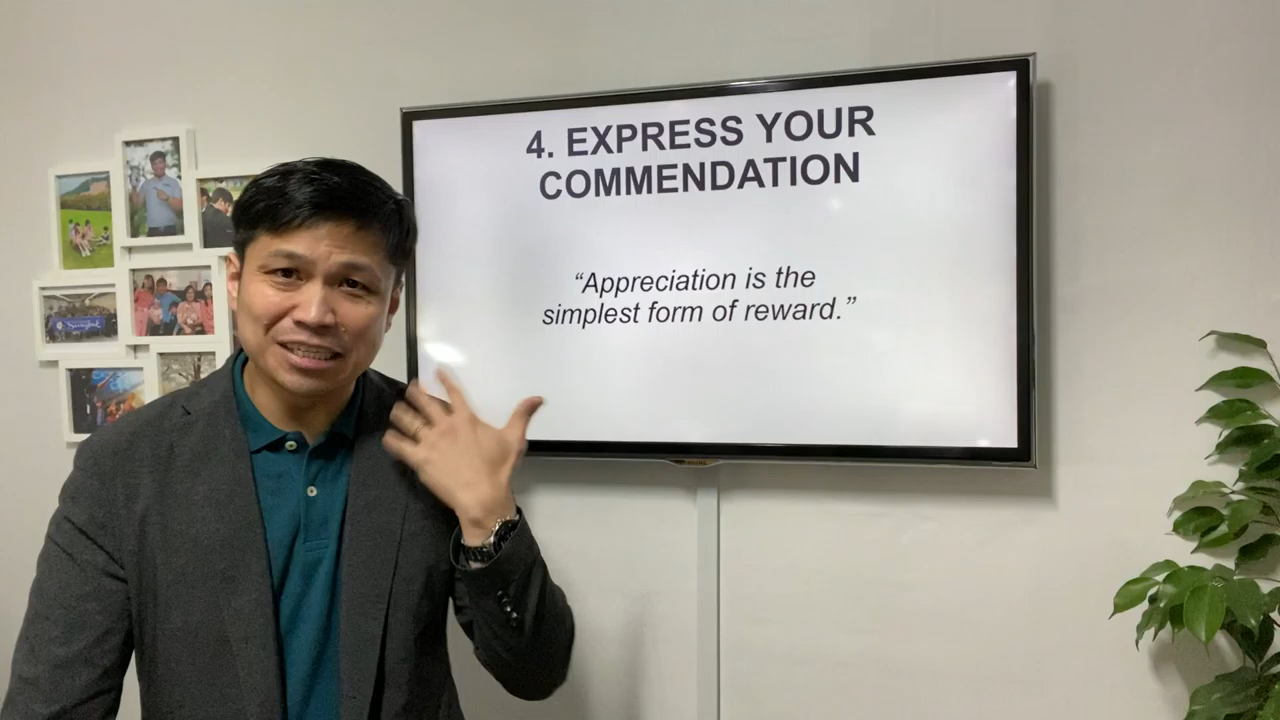 4. EXPRESS YOUR
COMMENDATION
“Appreciation is the
simplest form of reward.”